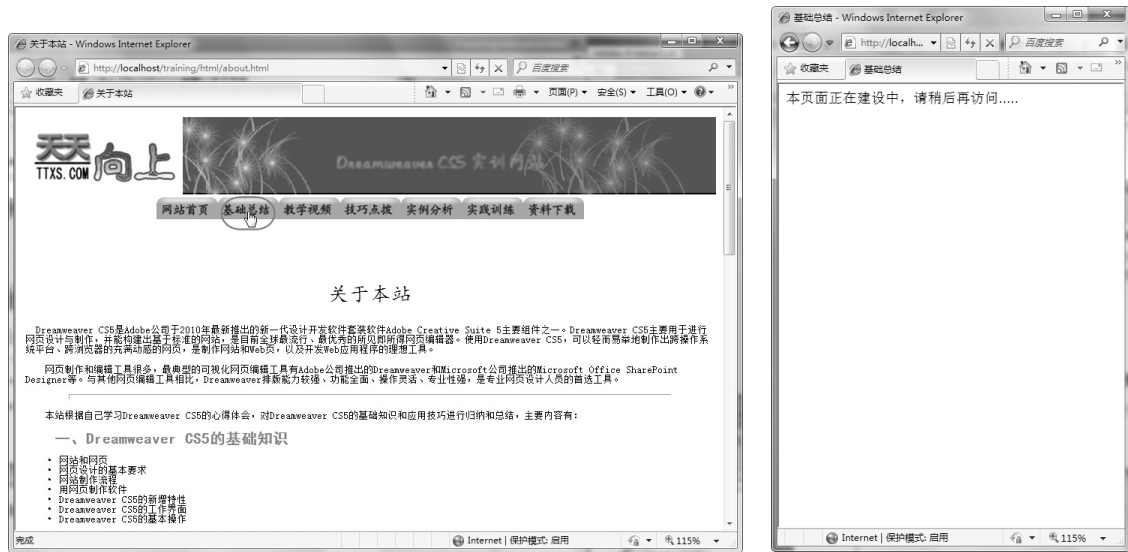 关于本站 - Windows Internet Explorer
http://localhost/training/html/about.html
百度搜索
收藏夹
关于本站
页面(P)
安全(S)
工具(O)
天天向上
TTXS.COM
Dreamweaver CS5 实训网站
网站首页 基础总结 教学视频 技巧点拨 实例分析 实践训练 资料下载
关于本站
Dreamweaver CS5是Adobe公司于2010年最新推出的新一代设计开发软件套装软件Adobe Creative Suite 5主要组件之一。Dreamweaver CS5主要用于进行
网页设计与制作，并能构建出基于标准的网站，是目前全球最流行、最优秀的所见即所得网页编辑器。使用Dreamweaver CS5，可以轻而易举地制作出跨操作系
统平台、跨浏览器的充满动感的网页，是制作网站和Web页，以及开发Web应用程序的理想工具。
网页制作和编辑工具很多，最典型的可视化网页编辑工具有Adobe公司推出的Dreamweaver和Microsoft公司推出的Microsoft Office SharePoint
Designer等。与其他网页编辑工具相比，Dreamweaver排版能力较强、功能全面、操作灵活、专业性强，是专业网页设计人员的首选工具。
本站根据自己学习Dreamweaver CS5的心得体会，对Dreamweaver CS5的基础知识和应用技巧进行归纳和总结，主要内容有：
一、Dreamweaver CS5的基础知识
• 网站和网页
• 网页设计的基本要求
• 网站制作流程
• 用网页制作软件
• Dreamweaver CS5的新增特性
• Dreamweaver CS5的工作界面
• Dreamweaver CS5的基本操作
完成
Internet | 保护模式: 启用
115%
基础总结 - Windows Internet Explorer
http://localh...
百度搜索
收藏夹
基础总结
本页面正在建设中，请稍后再访问.....
Internet | 保护模式: 启用
115%